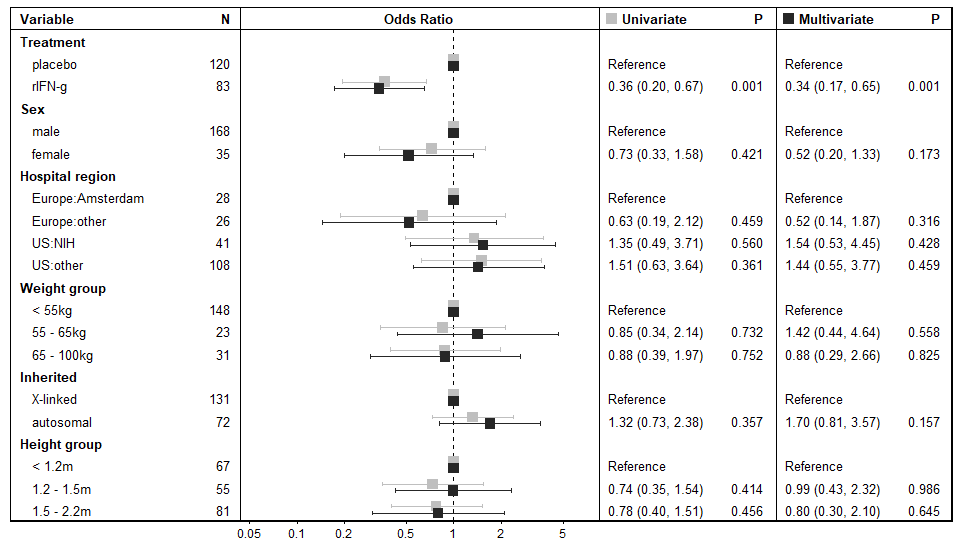 Variable N Odds Ratio Univariate P Multivariate P
Treatment
placebo 120 Reference Reference
rIFN-g 83 0.36 (0.20, 0.67) 0.001 0.34 (0.17, 0.65) 0.001
Sex
male 168 Reference Reference
female 35 0.73 (0.33, 1.58) 0.421 0.52 (0.20, 1.33) 0.173
Hospital region
Europe:Amsterdam 28 Reference Reference
Europe:other 26 0.63 (0.19, 2.12) 0.459 0.52 (0.14, 1.87) 0.316
US:NIH 41 1.35 (0.49, 3.71) 0.560 1.54 (0.53, 4.45) 0.428
US:other 108 1.51 (0.63, 3.64) 0.361 1.44 (0.55, 3.77) 0.459
Weight group
< 55kg 148 Reference Reference
55 - 65kg 23 0.85 (0.34, 2.14) 0.732 1.42 (0.44, 4.64) 0.558
65 - 100kg 31 0.88 (0.39, 1.97) 0.752 0.88 (0.29, 2.66) 0.825
Inherited
X-linked 131 Reference Reference
autosomal 72 1.32 (0.73, 2.38) 0.357 1.70 (0.81, 3.57) 0.157
Height group
< 1.2m 67 Reference Reference
1.2 - 1.5m 55 0.74 (0.35, 1.54) 0.414 0.99 (0.43, 2.32) 0.986
1.5 - 2.2m 81 0.78 (0.40, 1.51) 0.456 0.80 (0.30, 2.10) 0.645
0.05 0.1 0.2 0.5 1 2 5